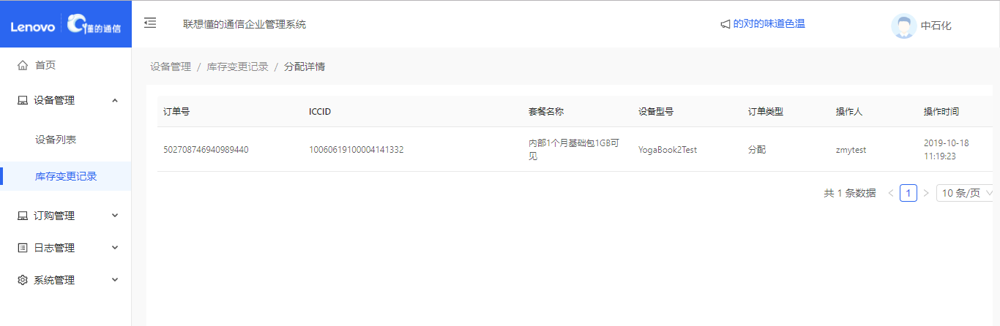 Lenovo 懂的通信
联想懂的通信企业管理系统
的对的味道色温
中石化
首页
设备管理
设备列表
库存变更记录
订购管理
日志管理
系统管理
设备管理 / 库存变更记录 / 分配详情
订单号 ICCID 套餐名称 设备型号 订单类型 操作人 操作时间
502708746940989440 10060619100004141332 内部1个月基础包1GB可见 YogaBook2Test 分配 zmytest 2019-10-18 11:19:23
共 1 条数据 < 1 > 10 条/页